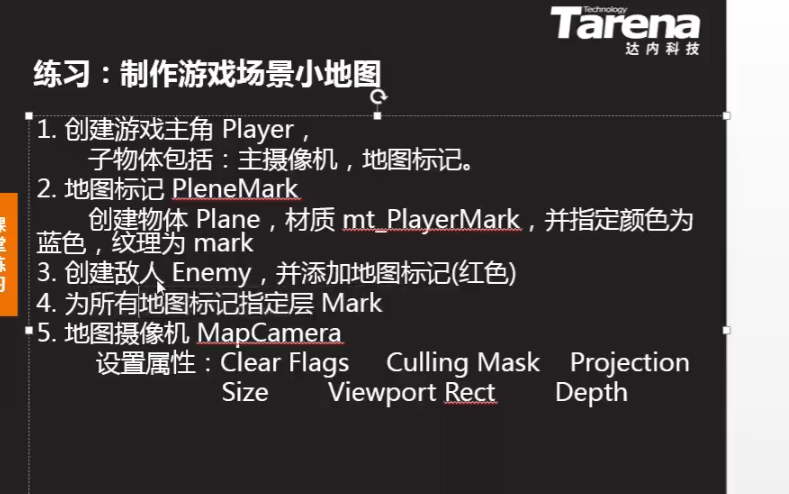 Technology
Tarena
达内科技
练习：制作游戏场景小地图
1. 创建游戏主角 Player，
子物体包括：主摄像机，地图标记。
2. 地图标记 PleneMark
创建物体 Plane，材质 mt_PlayerMark，并指定颜色为
蓝色，纹理为 mark
3. 创建敌人 Enemy，并添加地图标记(红色)
4. 为所有地图标记指定层 Mark
5. 地图摄像机 MapCamera
设置属性：Clear Flags Culling Mask Projection
Size Viewport Rect Depth